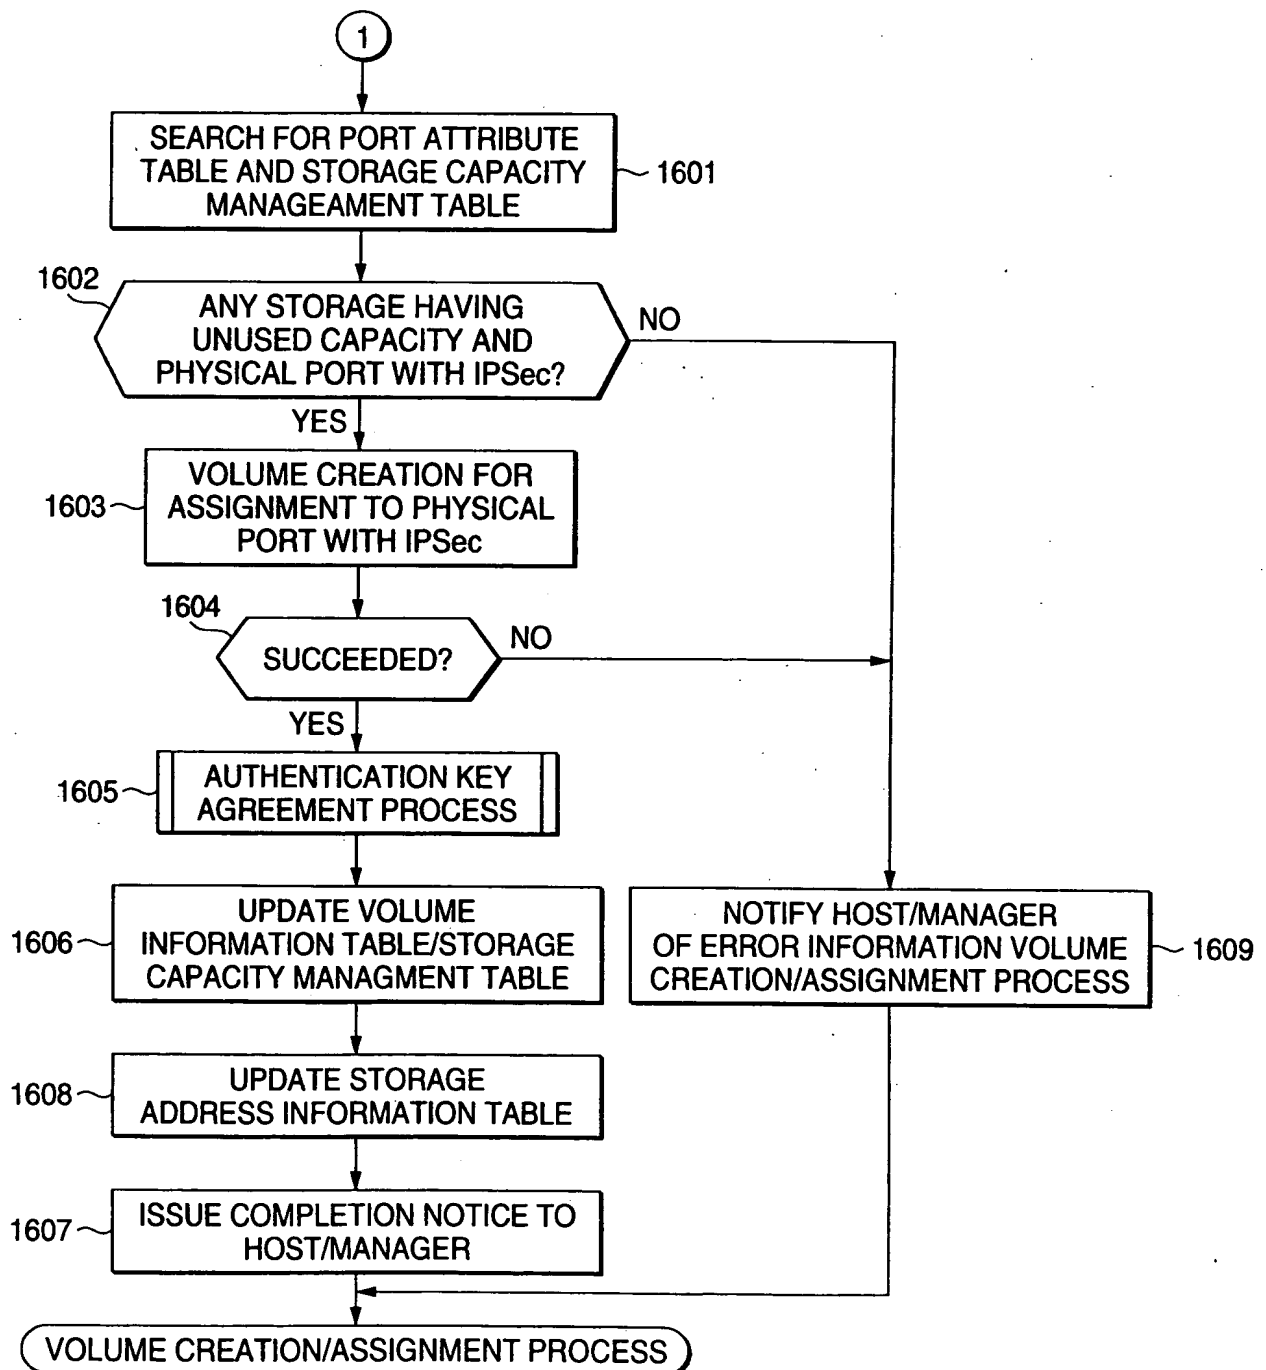 1
SEARCH FOR PORT ATTRIBUTE
TABLE AND STORAGE CAPACITY
MANAGEAMENT TABLE
1601
1602
ANY STORAGE HAVING
UNUSED CAPACITY AND
PHYSICAL PORT WITH IPSec?
NO
YES
VOLUME CREATION FOR
ASSIGNMENT TO PHYSICAL
PORT WITH IPSec
1603
1604
SUCCEEDED?
NO
YES
1605
AUTHENTICATION KEY
AGREEMENT PROCESS
1606
UPDATE VOLUME
INFORMATION TABLE/STORAGE
CAPACITY MANAGMENT TABLE
NOTIFY HOST/MANAGER
OF ERROR INFORMATION VOLUME
CREATION/ASSIGNMENT PROCESS
1609
1608
UPDATE STORAGE
ADDRESS INFORMATION TABLE
1607
ISSUE COMPLETION NOTICE TO
HOST/MANAGER
VOLUME CREATION/ASSIGNMENT PROCESS